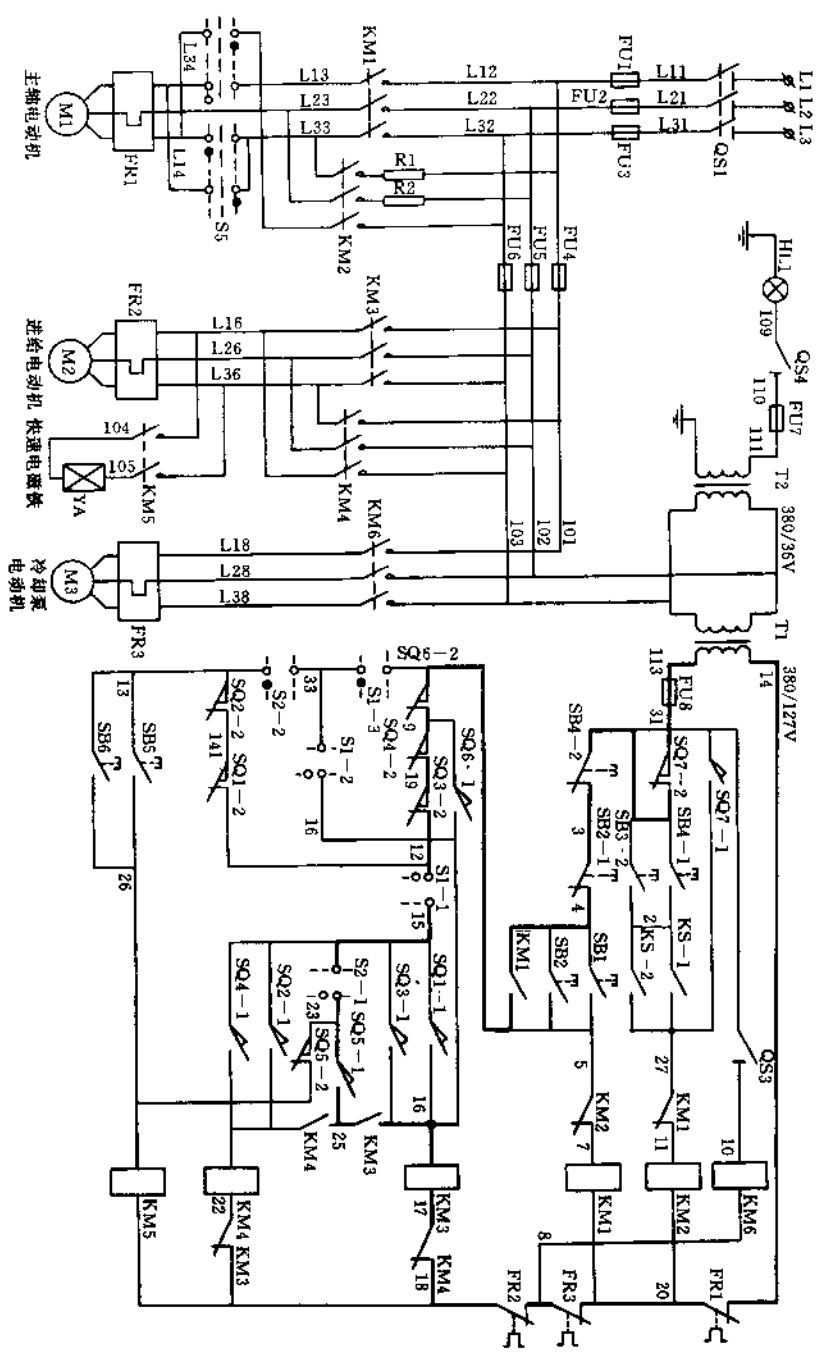 L1
L2
L3
QS1
L11
L21
L31
FU1
FU2
FU3
L12
L22
L32
KM1
L13
L23
L33
L34
L14
S5
FR1
M1
主轴电动机
R1
R2
KM2
FU4
FU5
FU6
HL1
109
QS4
110
FU7
111
T2
380/36V
KM3
L16
L26
L36
FR2
M2
进给电动机
KM4
104
105
KM5
YA
快速电磁铁
101
102
103
KM6
L18
L28
L38
FR3
M3
冷却泵
电动机
T1
380/127V
14
113
FU8
31
SQ7-1
SQ7-2
SB4-1
SB4-2
SB3-2
SB2-1
3
4
2
KS-1
KS-2
SB1
SB2
KM1
QS3
5
27
10
KM1
KM2
11
7
KM6
KM2
KM1
8
20
FR1
FR3
FR2
SQ6-2
SQ6-1
9
SQ4-2
19
SQ3-2
S1-3
33
S1-2
16
12
S1-1
15
S2-2
SQ2-2
141
SQ1-2
13
SB5
SB6
26
SQ1-1
SQ3-1
S2-1
23
SQ5-1
SQ5-2
SQ2-1
SQ4-1
16
KM3
25
KM4
KM3
17
KM4
18
KM4
22
KM3
KM5